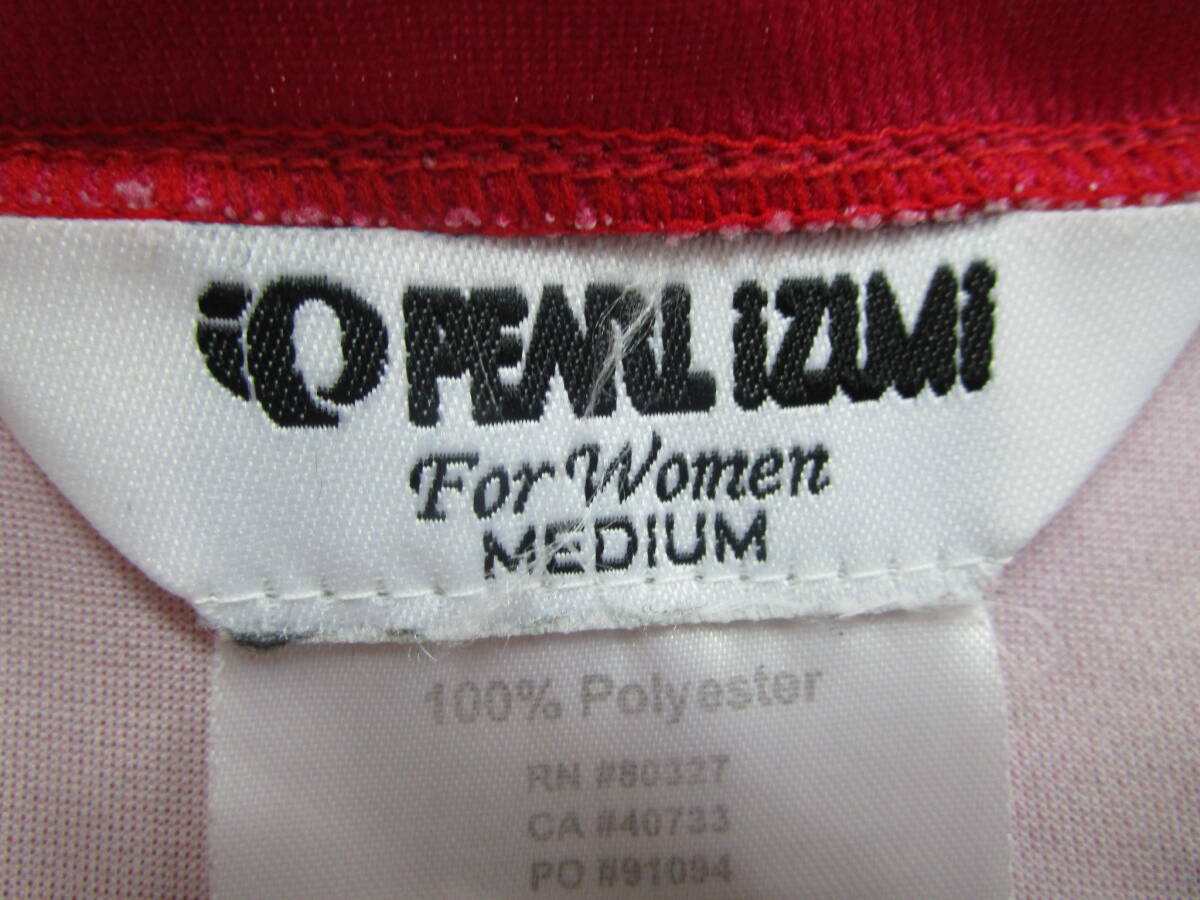 PEARL iZUMi
For Women
MEDIUM
100% Polyester
RN #80327
CA #40733
PO #91094